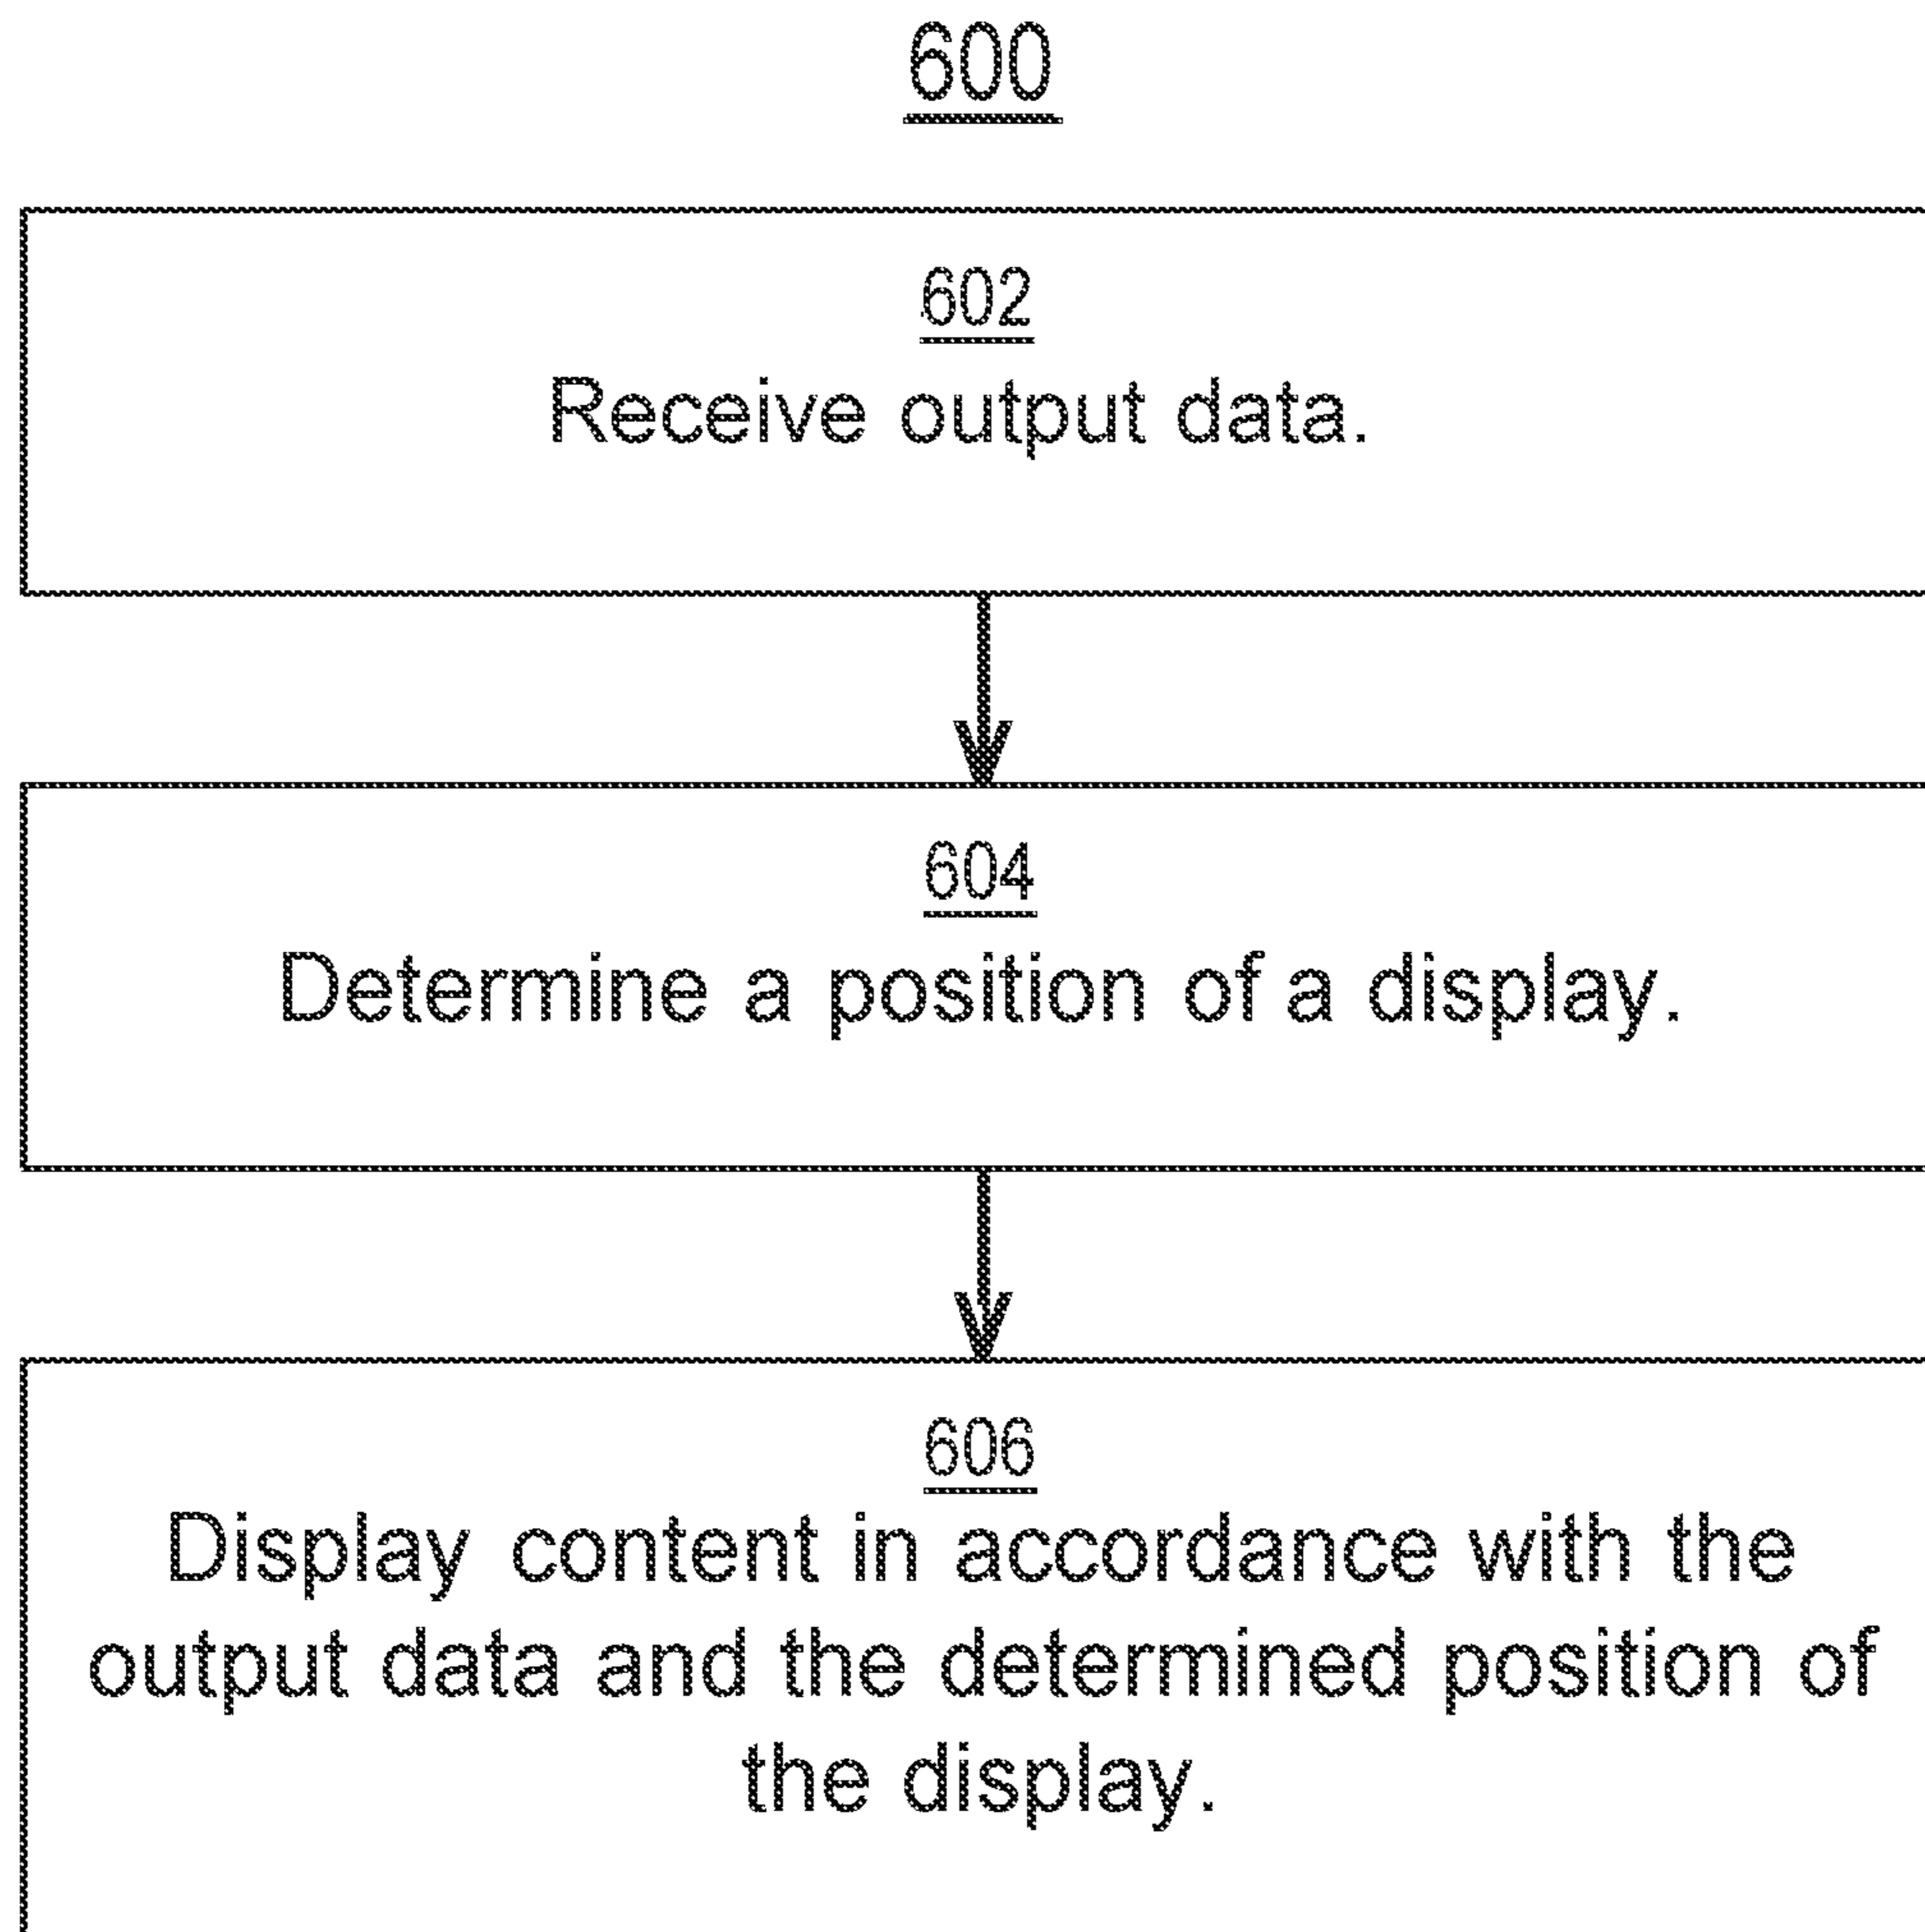 600
602
Receive output data.
604
Determine a position of a display.
606
Display content in accordance with the
output data and the determined position of
the display.